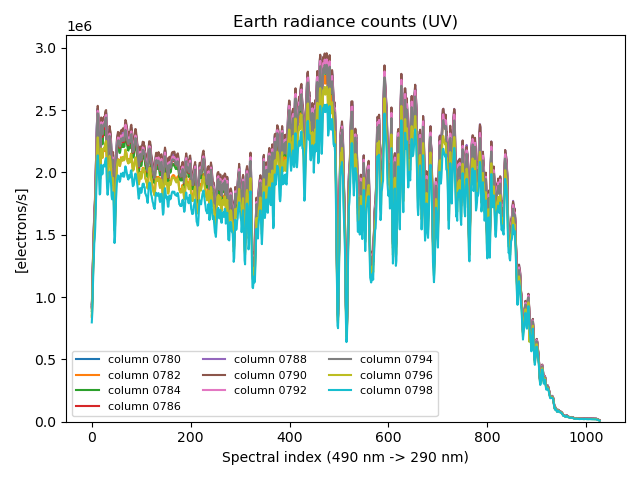 Earth radiance counts (UV)
1e6
3.0
2.5
2.0
1.5
1.0
0.5
0.0
[electrons/s]
column 0780
column 0782
column 0784
column 0786
column 0788
column 0790
column 0792
column 0794
column 0796
column 0798
0 200 400 600 800 1000
Spectral index (490 nm -> 290 nm)